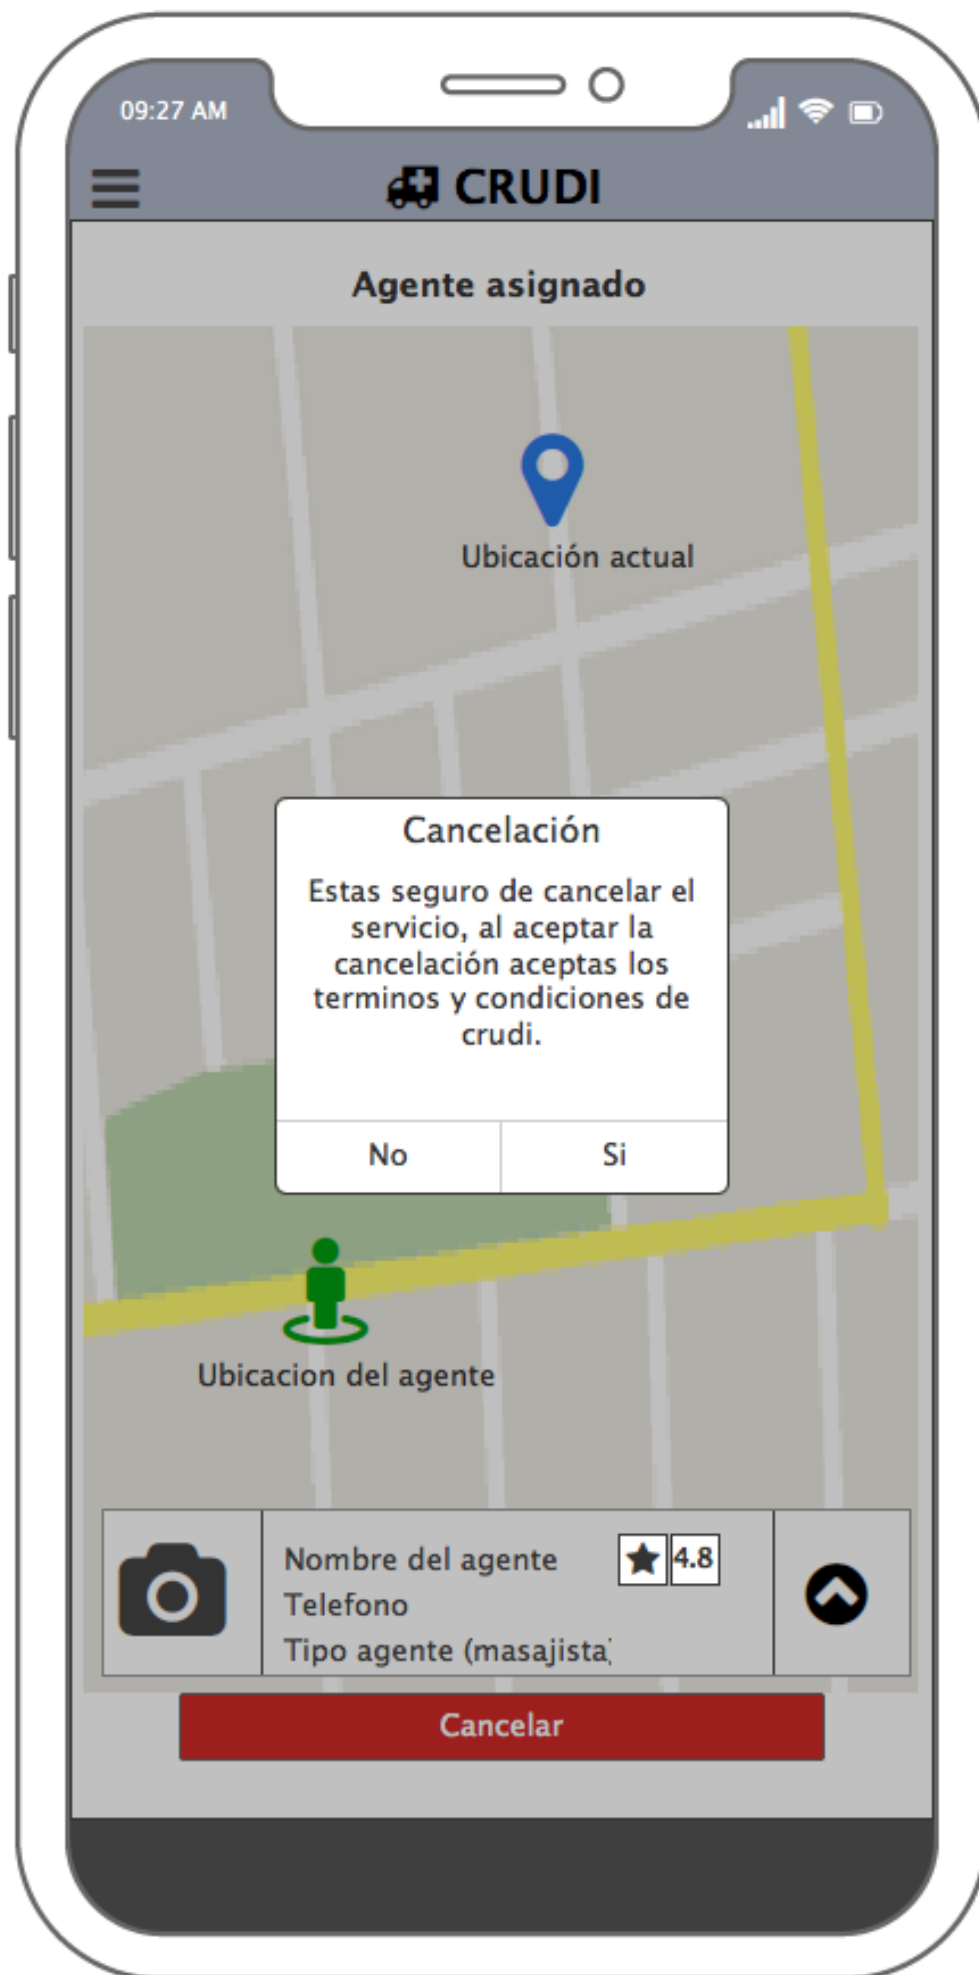 09:27 AM
CRUDI
Agente asignado
Ubicación actual
Cancelación
Estas seguro de cancelar el
servicio, al aceptar la
cancelación aceptas los
terminos y condiciones de
crudi.
No
Si
Ubicacion del agente
Nombre del agente
4.8
Telefono
Tipo agente (masajista)
Cancelar